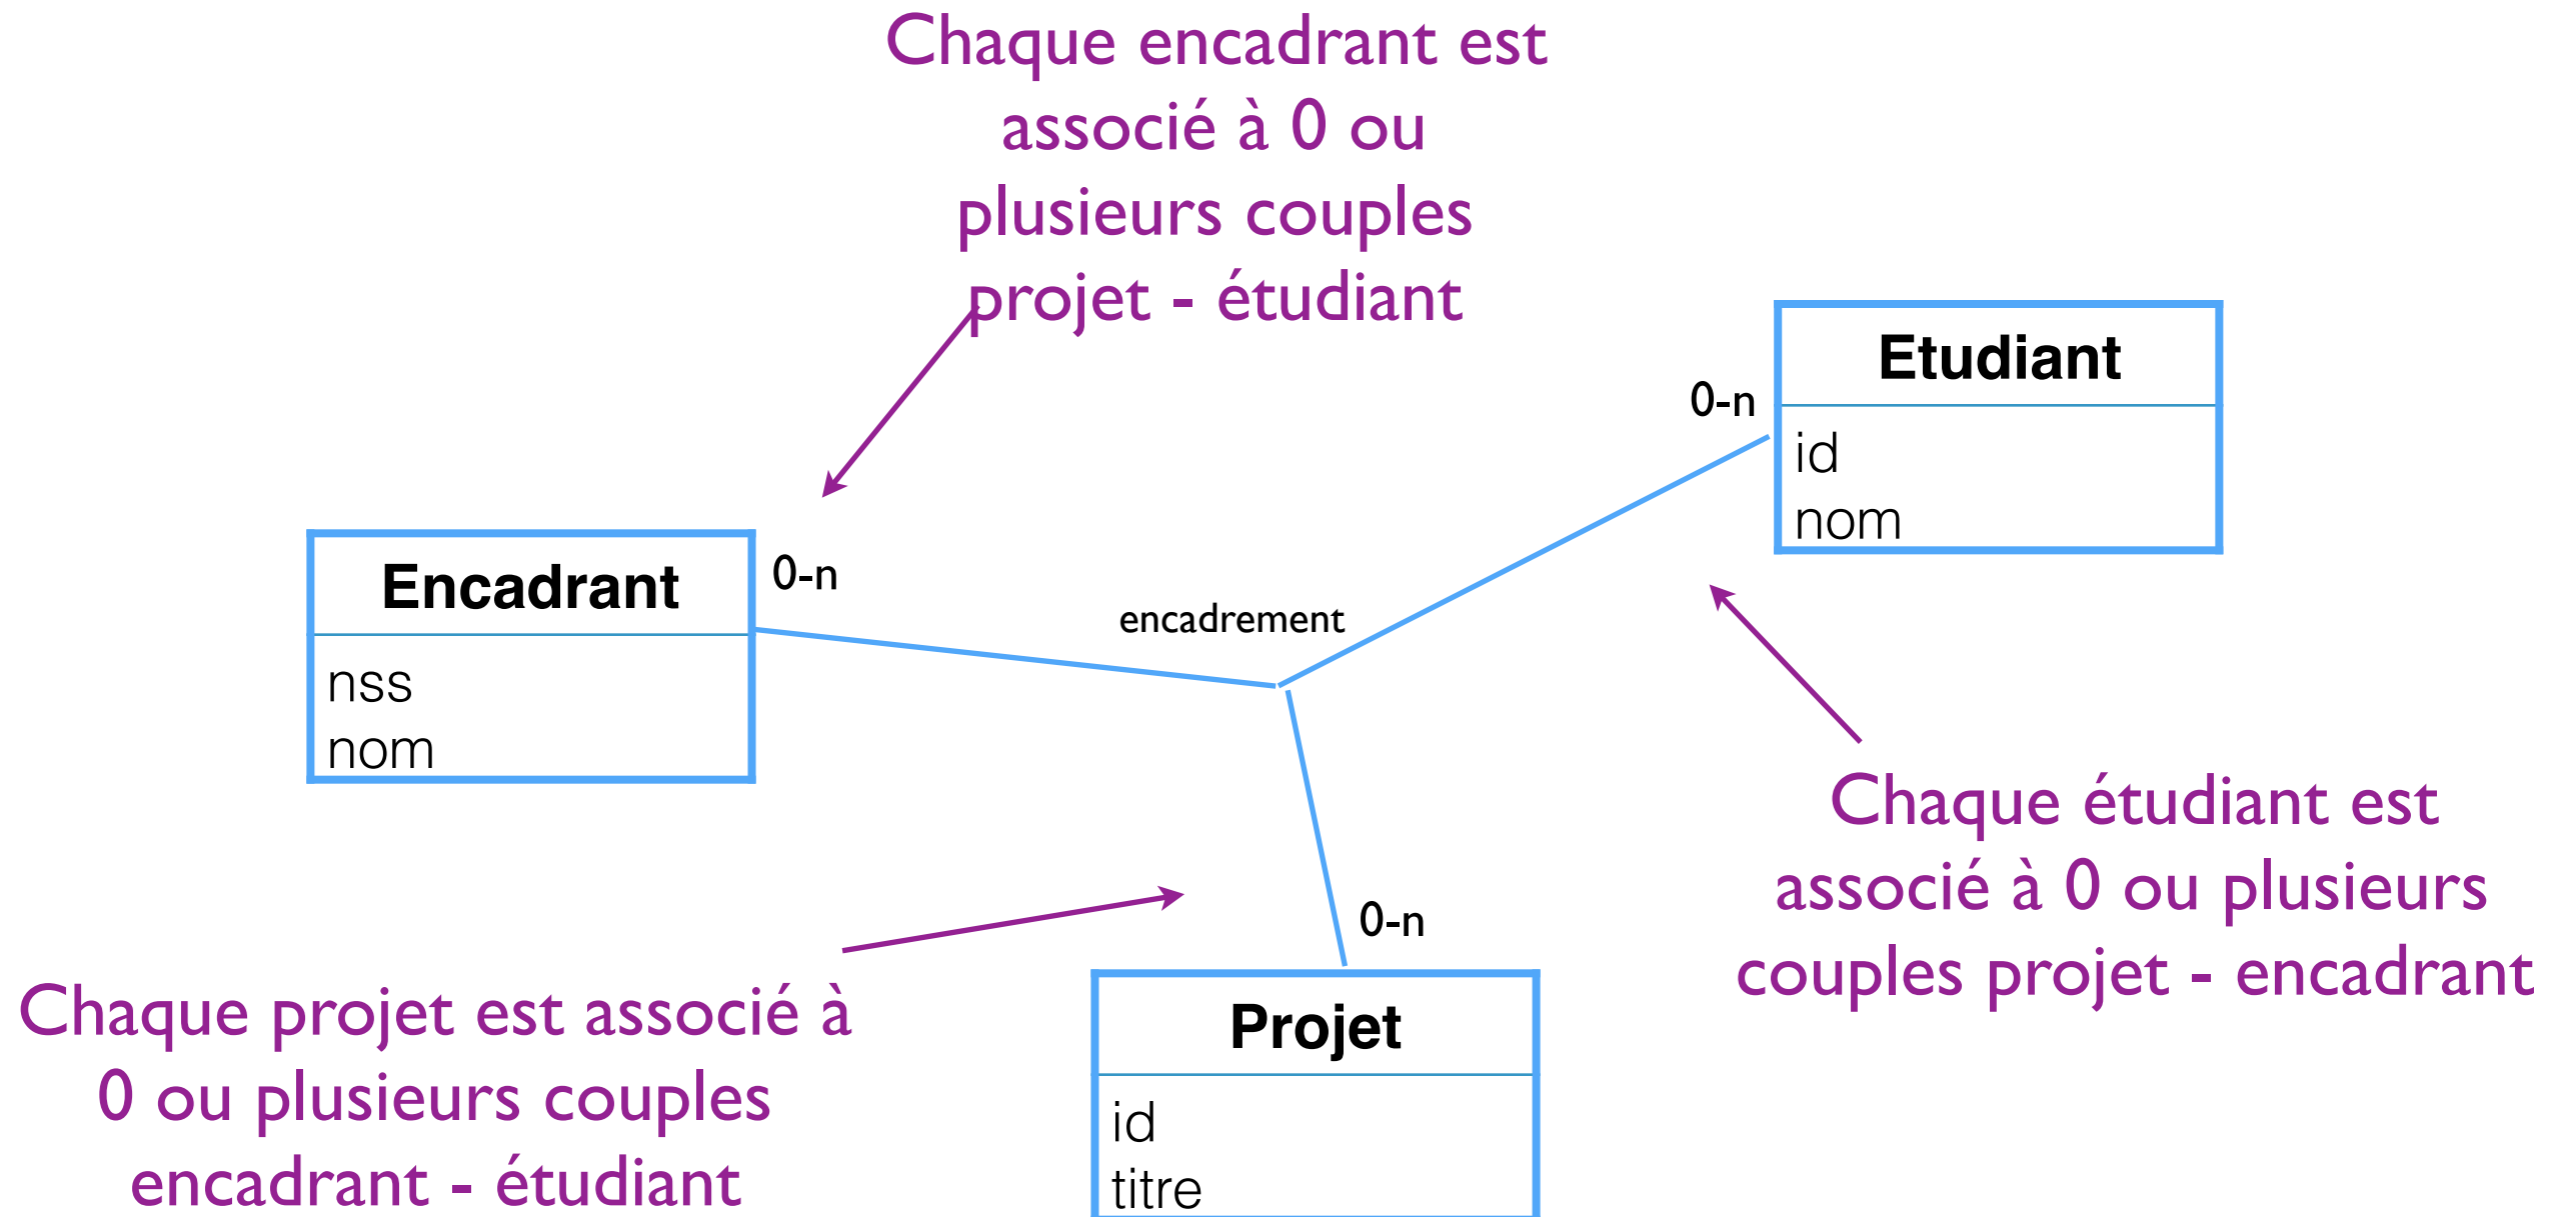 Chaque encadrant est
associé à 0 ou
plusieurs couples
projet - étudiant
Etudiant
0-n
id
nom
Encadrant
0-n
nss
nom
encadrement
Chaque étudiant est
associé à 0 ou plusieurs
couples projet - encadrant
0-n
Chaque projet est associé à
0 ou plusieurs couples
encadrant - étudiant
Projet
id
titre